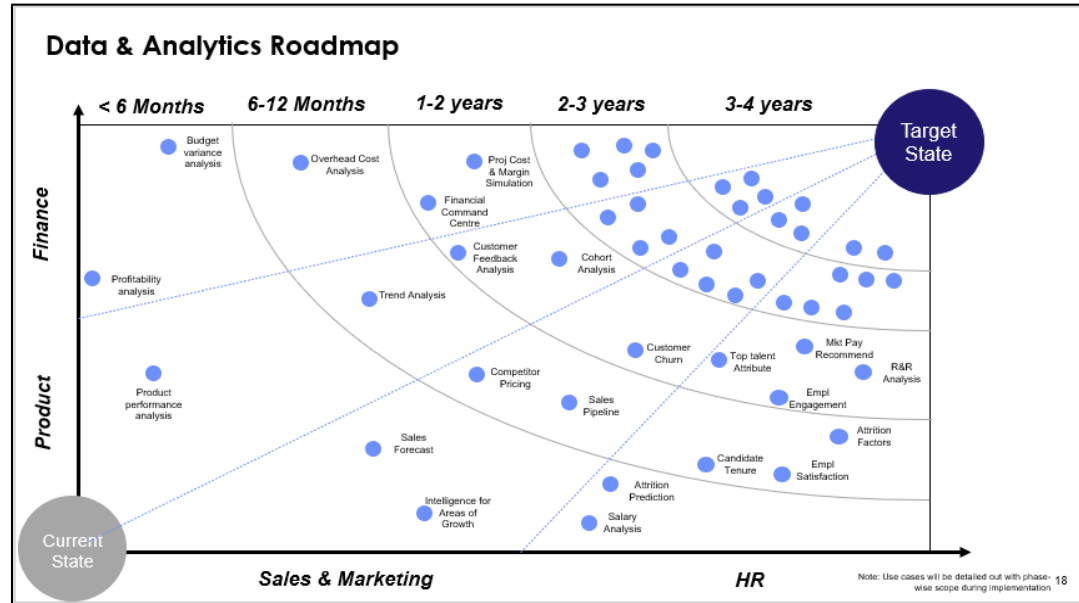 Data & Analytics Roadmap
< 6 Months
6-12 Months
1-2 years
2-3 years
3-4 years
Target
State
Finance
Product
Budget
variance
analysis
Overhead Cost
Analysis
Proj Cost
& Margin
Simulation
Financial
Command
Centre
Customer
Feedback
Analysis
Cohort
Analysis
Profitability
analysis
Trend Analysis
Customer
Churn
Top talent
Attribute
Mkt Pay
Recommend
R&R
Analysis
Product
performance
analysis
Competitor
Pricing
Sales
Pipeline
Empl
Engagement
Sales
Forecast
Attrition
Factors
Candidate
Tenure
Empl
Satisfaction
Attrition
Prediction
Intelligence for
Areas of
Growth
Salary
Analysis
Current
State
Sales & Marketing
HR
Note: Use cases will be detailed out with phase-
wise scope during implementation
18